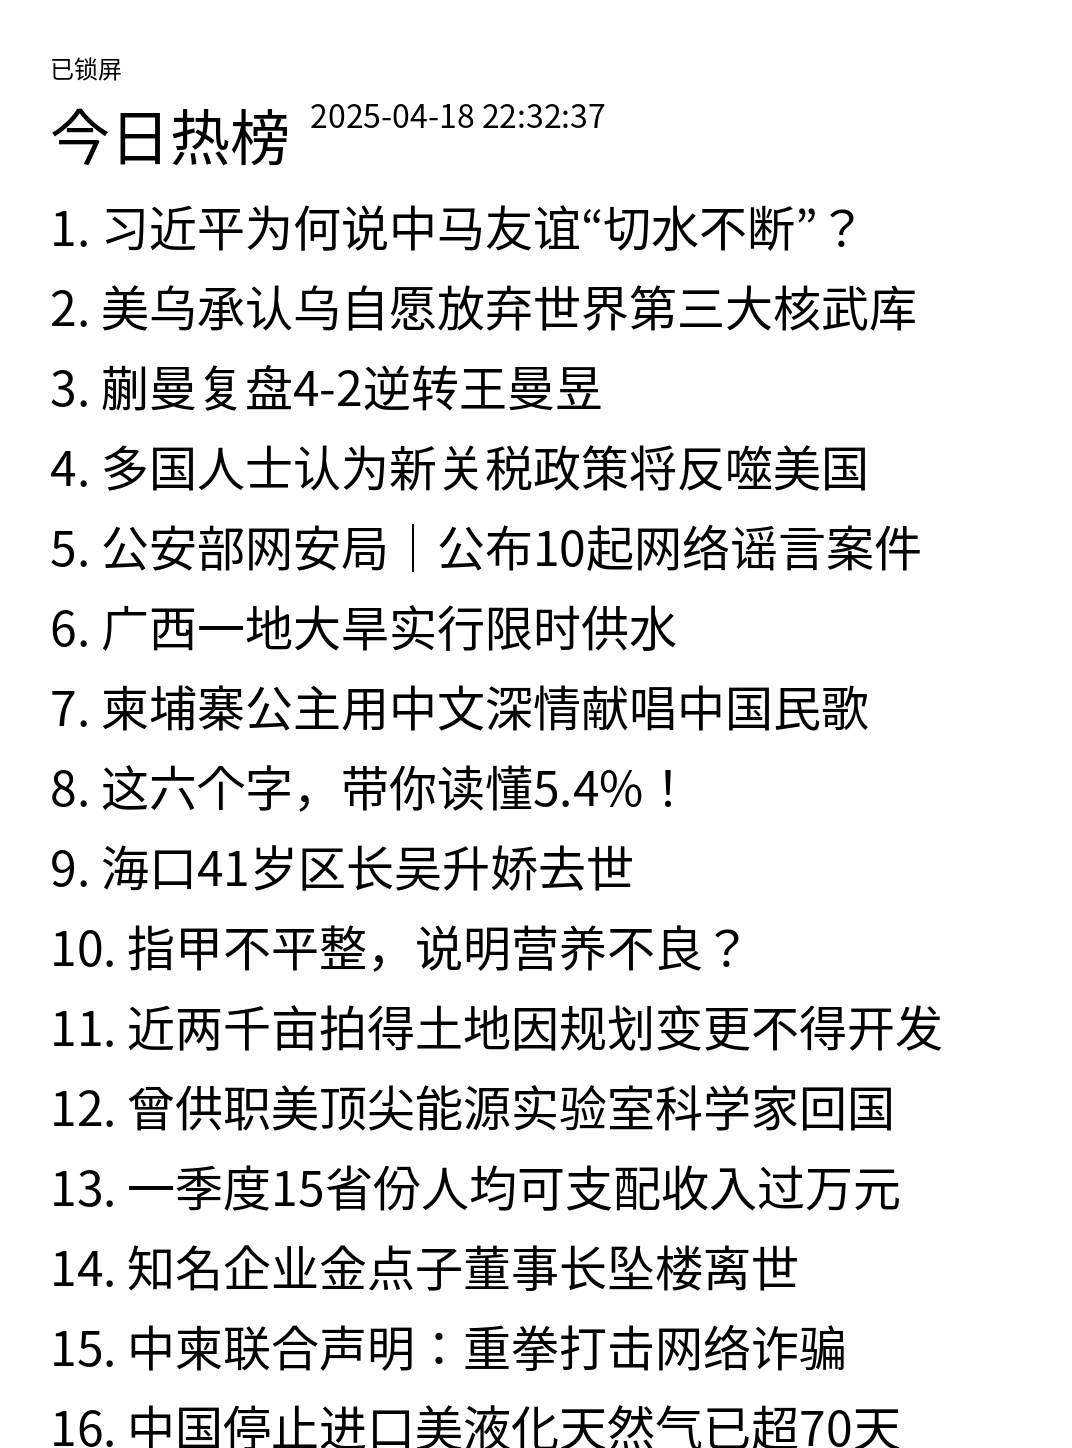 已锁屏
今日热榜 2025-04-18 22:32:37
1. 习近平为何说中马友谊“切水不断”？
2. 美乌承认乌自愿放弃世界第三大核武库
3. 蒯曼复盘4-2逆转王曼昱
4. 多国人士认为新关税政策将反噬美国
5. 公安部网安局｜公布10起网络谣言案件
6. 广西一地大旱实行限时供水
7. 柬埔寨公主用中文深情献唱中国民歌
8. 这六个字，带你读懂5.4%！
9. 海口41岁区长吴升娇去世
10. 指甲不平整，说明营养不良？
11. 近两千亩拍得土地因规划变更不得开发
12. 曾供职美顶尖能源实验室科学家回国
13. 一季度15省份人均可支配收入过万元
14. 知名企业金点子董事长坠楼离世
15. 中柬联合声明：重拳打击网络诈骗
16. 中国停止进口美液化天然气已超70天